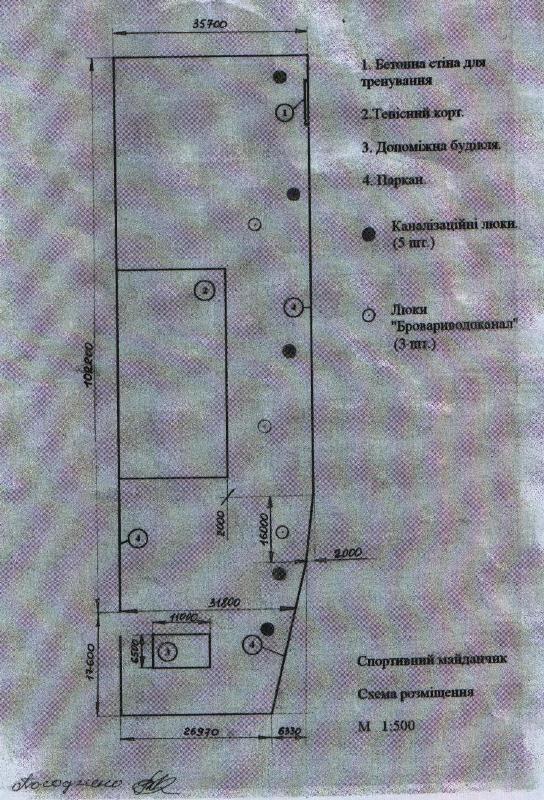 35700
1. Бетонна стіна для
тренування
2.Тенісний корт.
3. Допоміжна будівля.
4. Паркан.
Каналізаційні люки.
(5 шт.)
Люки
"Бровариводоканал"
(3 шт.)
1
2
4
102200
2000
16000
4
2000
31800
11000
6500
3
4
17600
26970
6330
Спортивний майданчик
Схема розміщення
М 1:500
Погоджено